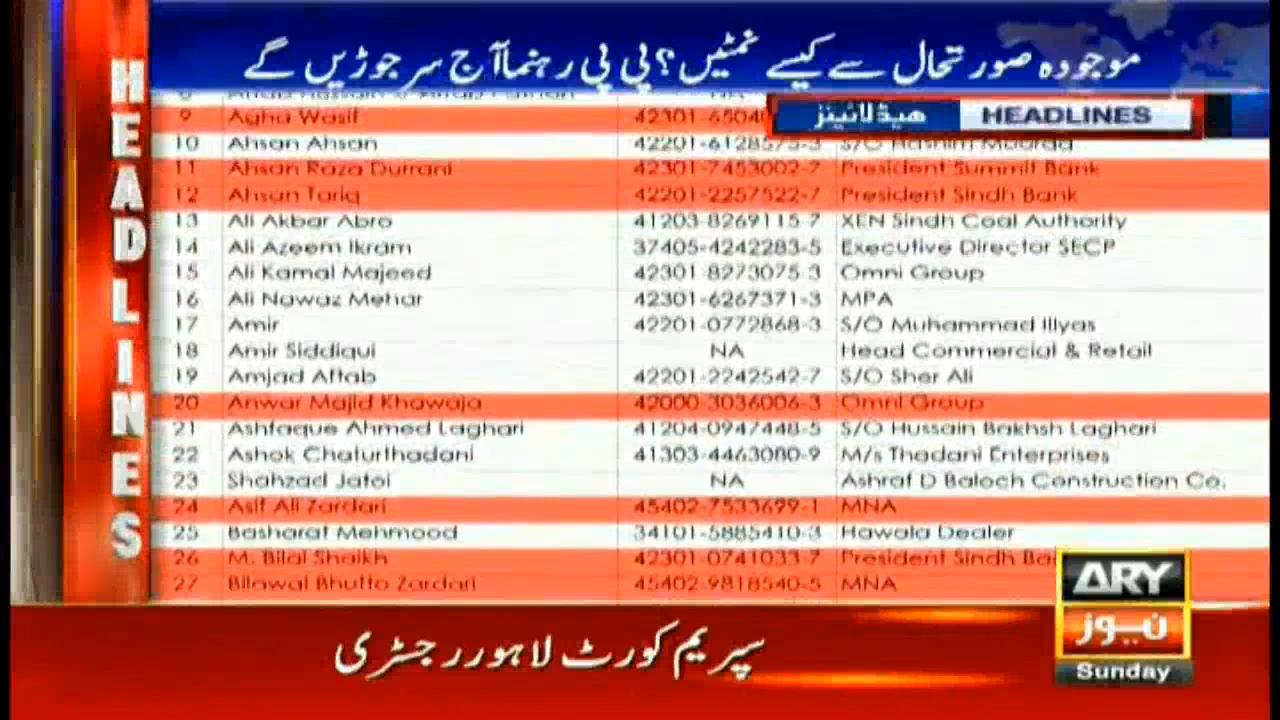 موجودہ صورتحال سے کیسے نمٹیں؟ پی پی رہنما آج سر جوڑیں گے
ہیڈلائینز HEADLINES
HEADLINES
9 Agha Wasif 42301-6504
10 Ahsan Ahsan 42201-6128575-3 S/O Hashim Mooraq
11 Ahsan Raza Durrani 42301-7453002-7 President Summit Bank
12 Ahsan Tariq 42201-2257522-7 President Sindh Bank
13 Ali Akbar Abro 41203-8269115-7 XEN Sindh Coal Authority
14 Ali Azeem Ikram 37405-4242283-5 Executive Director SECP
15 Ali Kamal Majeed 42301-8273075-3 Omni Group
16 Ali Nawaz Mehar 42301-6267371-3 MPA
17 Amir 42201-0772868-3 S/O Muhammad Illyas
18 Amir Siddiqui NA Head Commercial & Retail
19 Amjad Aftab 42201-2242542-7 S/O Sher Ali
20 Anwar Majid Khawaja 42000-3036006-3 Omni Group
21 Ashfaque Ahmed Laghari 41204-0947448-5 S/O Hussain Bakhsh Laghari
22 Ashok Chaturthadani 41303-4463080-9 M/s Thadani Enterprises
23 Shahzad Jatoi NA Ashraf D Baloch Construction Co.
24 Asif Ali Zardari 45402-7533699-1 MNA
25 Basharat Mehmood 34101-5885410-3 Hawala Dealer
26 M. Bilal Shaikh 42301-0741033-7 President Sindh Ba
27 Bilawal Bhutto Zardari 45402-9818540-5 MNA
ARY
نیوز
Sunday
سپریم کورٹ لاہور رجسٹری